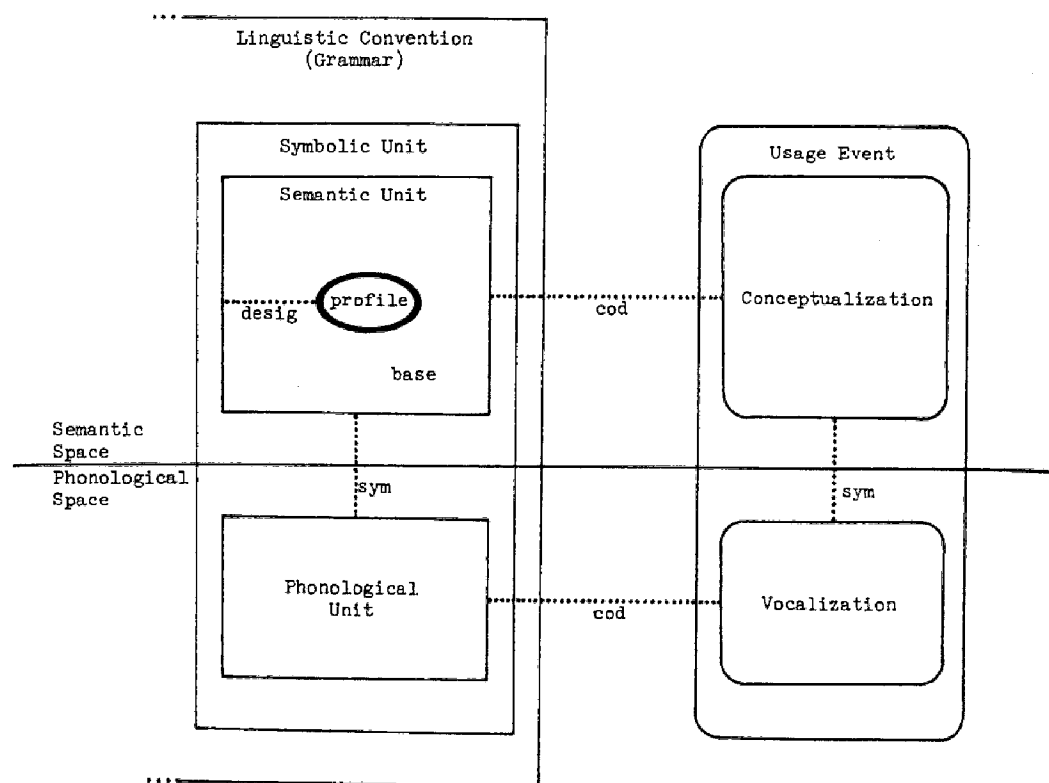 Linguistic Convention
(Grammar)
Symbolic Unit
Semantic Unit
profile
desig
base
cod
Usage Event
Conceptualization
Semantic
Space
Phonological
Space
sym
sym
Phonological
Unit
cod
Vocalization